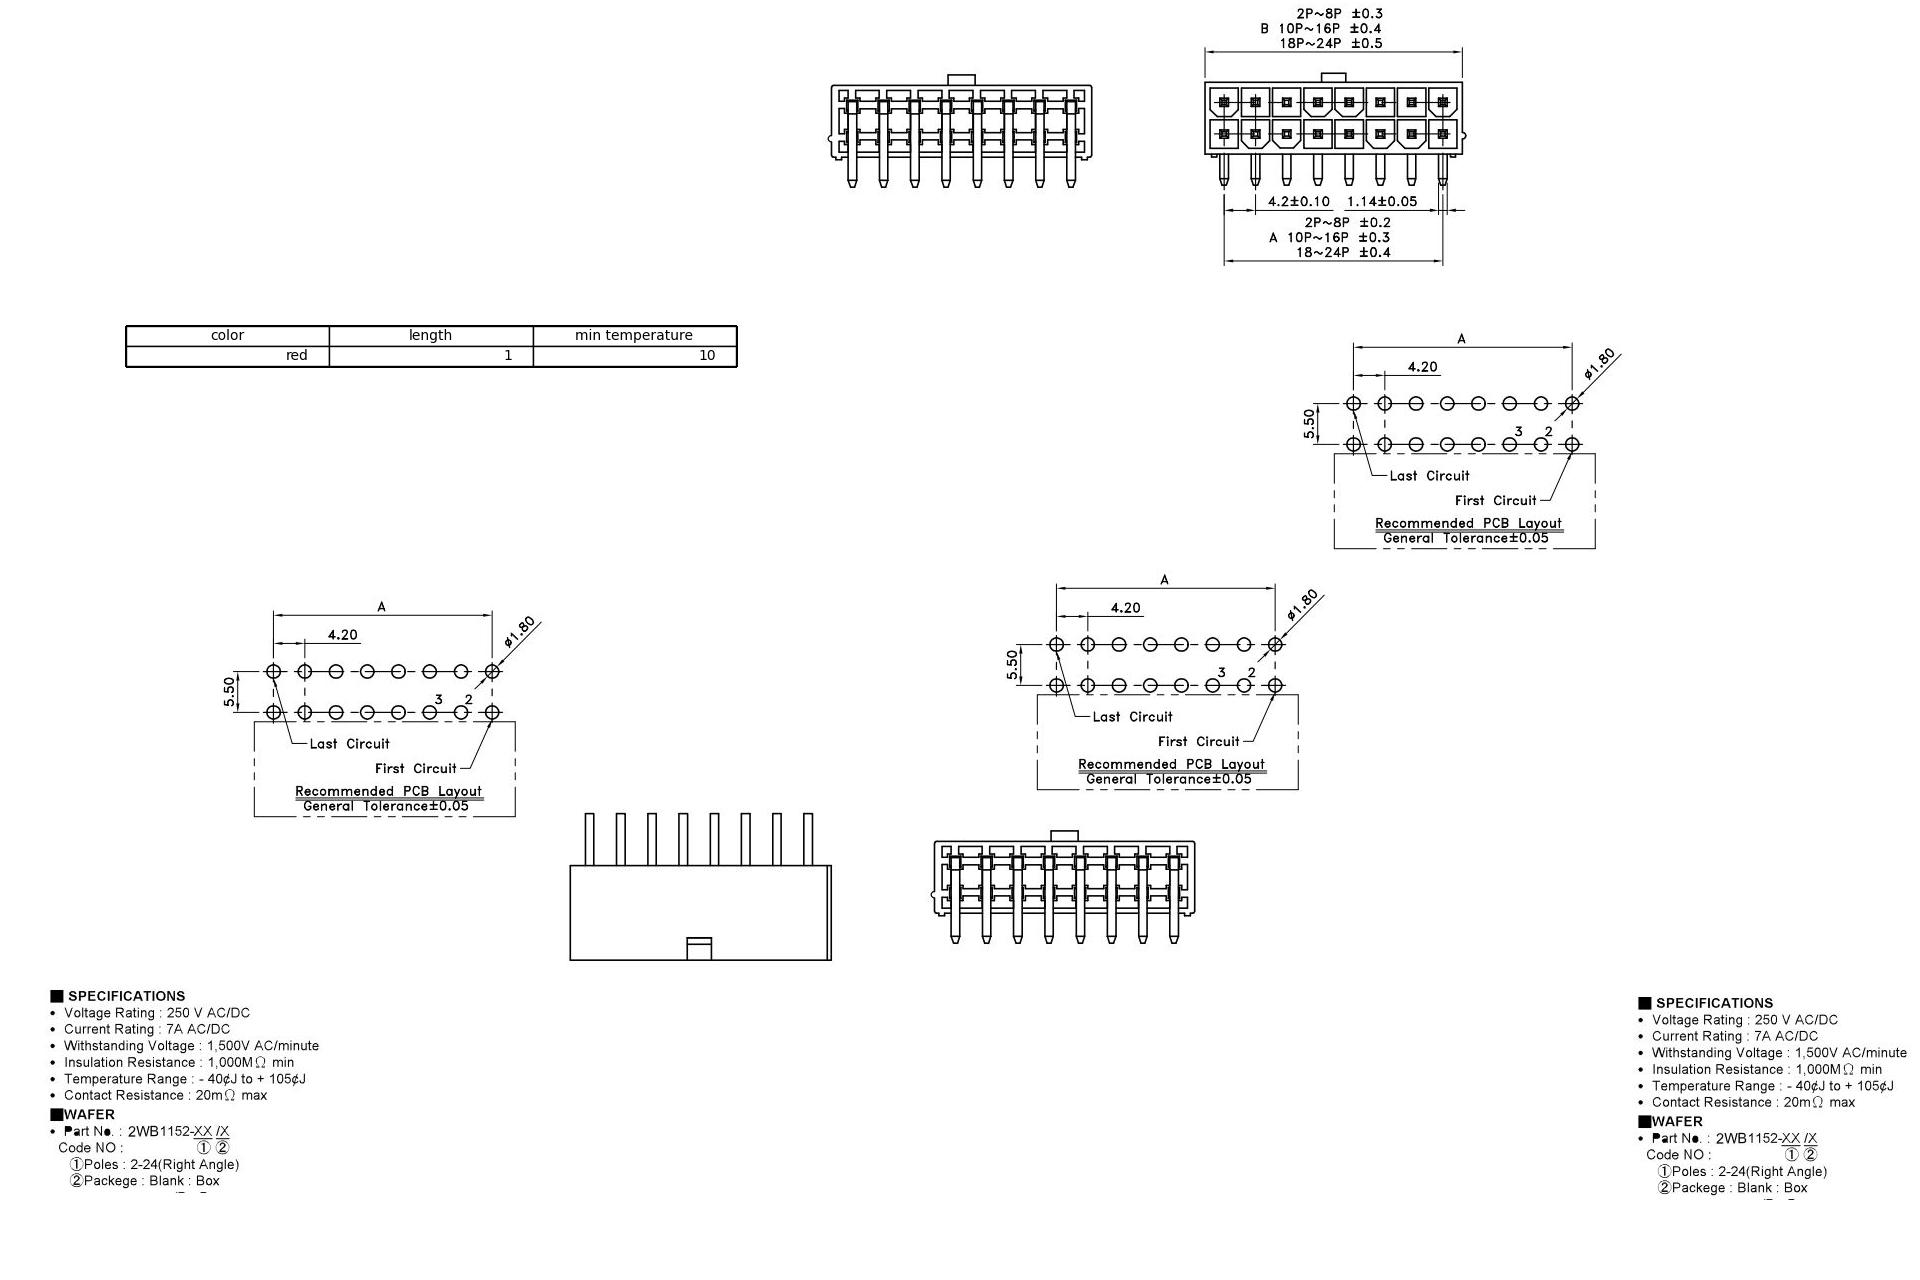 2P~8P ±0.3
B 10P~16P ±0.4
18P~24P ±0.5
4.2±0.10 1.14±0.05
2P~8P ±0.2
A 10P~16P ±0.3
18~24P ±0.4
color length min temperature
red 1 10
A
4.20
ø1.80
5.50
3 2
Last Circuit
First Circuit
Recommended PCB Layout
General Tolerance±0.05
A
4.20
ø1.80
5.50
3 2
Last Circuit
First Circuit
Recommended PCB Layout
General Tolerance±0.05
A
4.20
ø1.80
5.50
3 2
Last Circuit
First Circuit
Recommended PCB Layout
General Tolerance±0.05
■ SPECIFICATIONS
• Voltage Rating : 250 V AC/DC
• Current Rating : 7A AC/DC
• Withstanding Voltage : 1,500V AC/minute
• Insulation Resistance : 1,000MΩ min
• Temperature Range : - 40¢J to + 105¢J
• Contact Resistance : 20mΩ max
■WAFER
• Part No. : 2WB1152-XX /X
Code NO : ① ②
①Poles : 2-24(Right Angle)
②Packege : Blank : Box
■ SPECIFICATIONS
• Voltage Rating : 250 V AC/DC
• Current Rating : 7A AC/DC
• Withstanding Voltage : 1,500V AC/minute
• Insulation Resistance : 1,000MΩ min
• Temperature Range : - 40¢J to + 105¢J
• Contact Resistance : 20mΩ max
■WAFER
• Part No. : 2WB1152-XX /X
Code NO : ① ②
①Poles : 2-24(Right Angle)
②Packege : Blank : Box